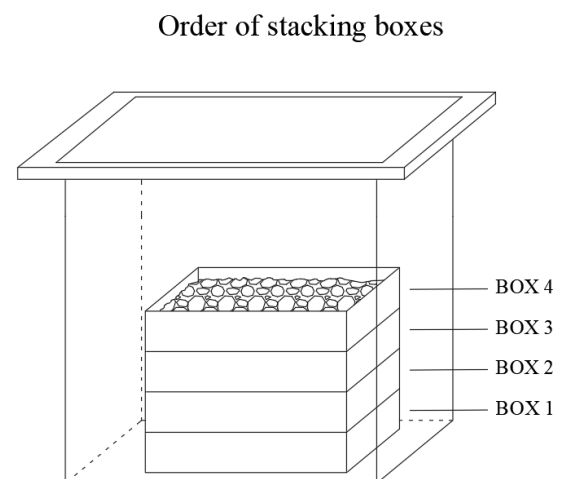 Order of stacking boxes
BOX 4
BOX 3
BOX 2
BOX 1